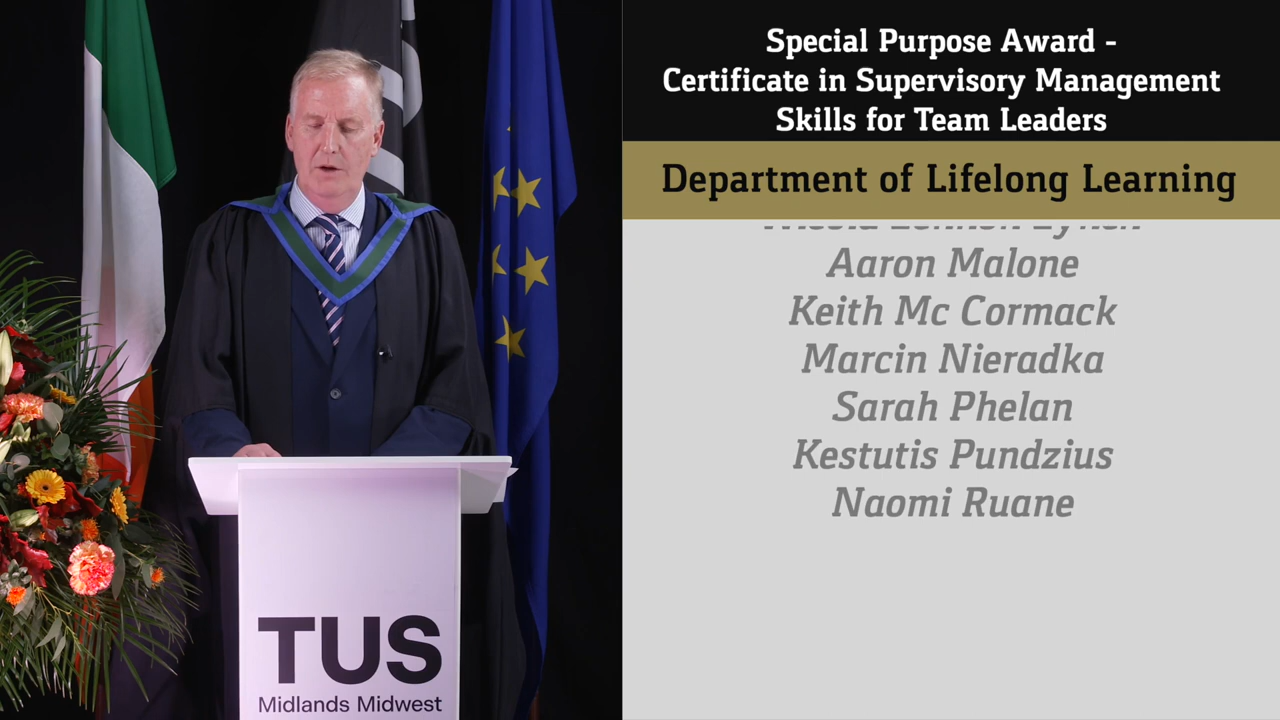 Special Purpose Award -
Certificate in Supervisory Management
Skills for Team Leaders
Department of Lifelong Learning
Aaron Malone
Keith Mc Cormack
Marcin Nieradka
Sarah Phelan
Kestutis Pundzius
Naomi Ruane
TUS
Midlands Midwest